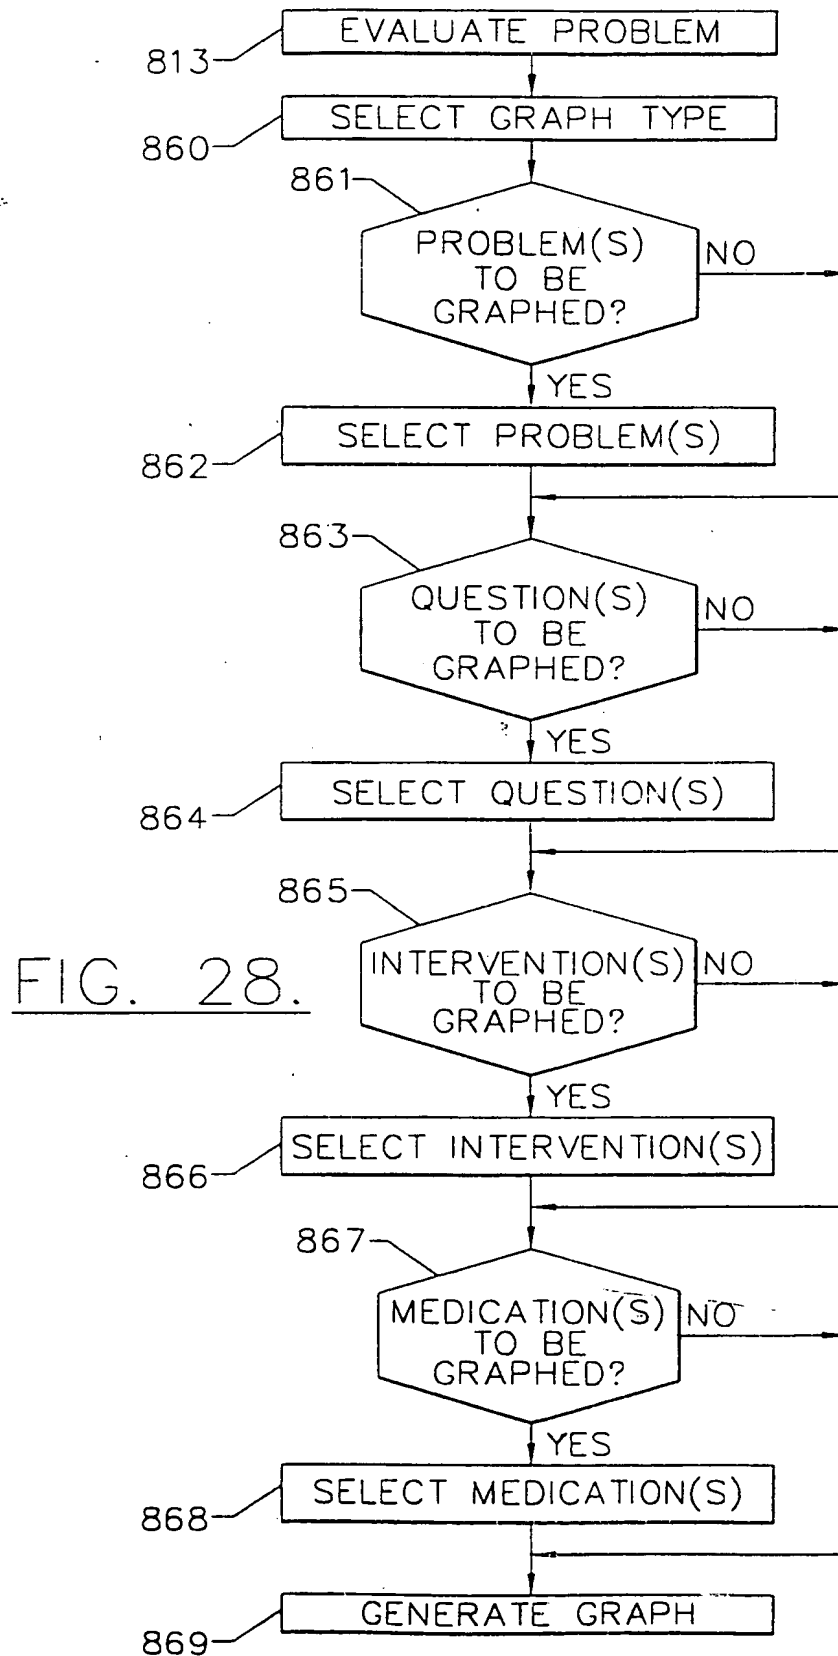 EVALUATE PROBLEM
813
SELECT GRAPH TYPE
860
861
PROBLEM(S)
TO BE
GRAPHED?
NO
YES
SELECT PROBLEM(S)
862
863
QUESTION(S)
TO BE
GRAPHED?
NO
YES
SELECT QUESTION(S)
864
865
INTERVENTION(S)
TO BE
GRAPHED?
NO
FIG. 28.
YES
SELECT INTERVENTION(S)
866
867
MEDICATION(S)
TO BE
GRAPHED?
NO
YES
SELECT MEDICATION(S)
868
GENERATE GRAPH
869